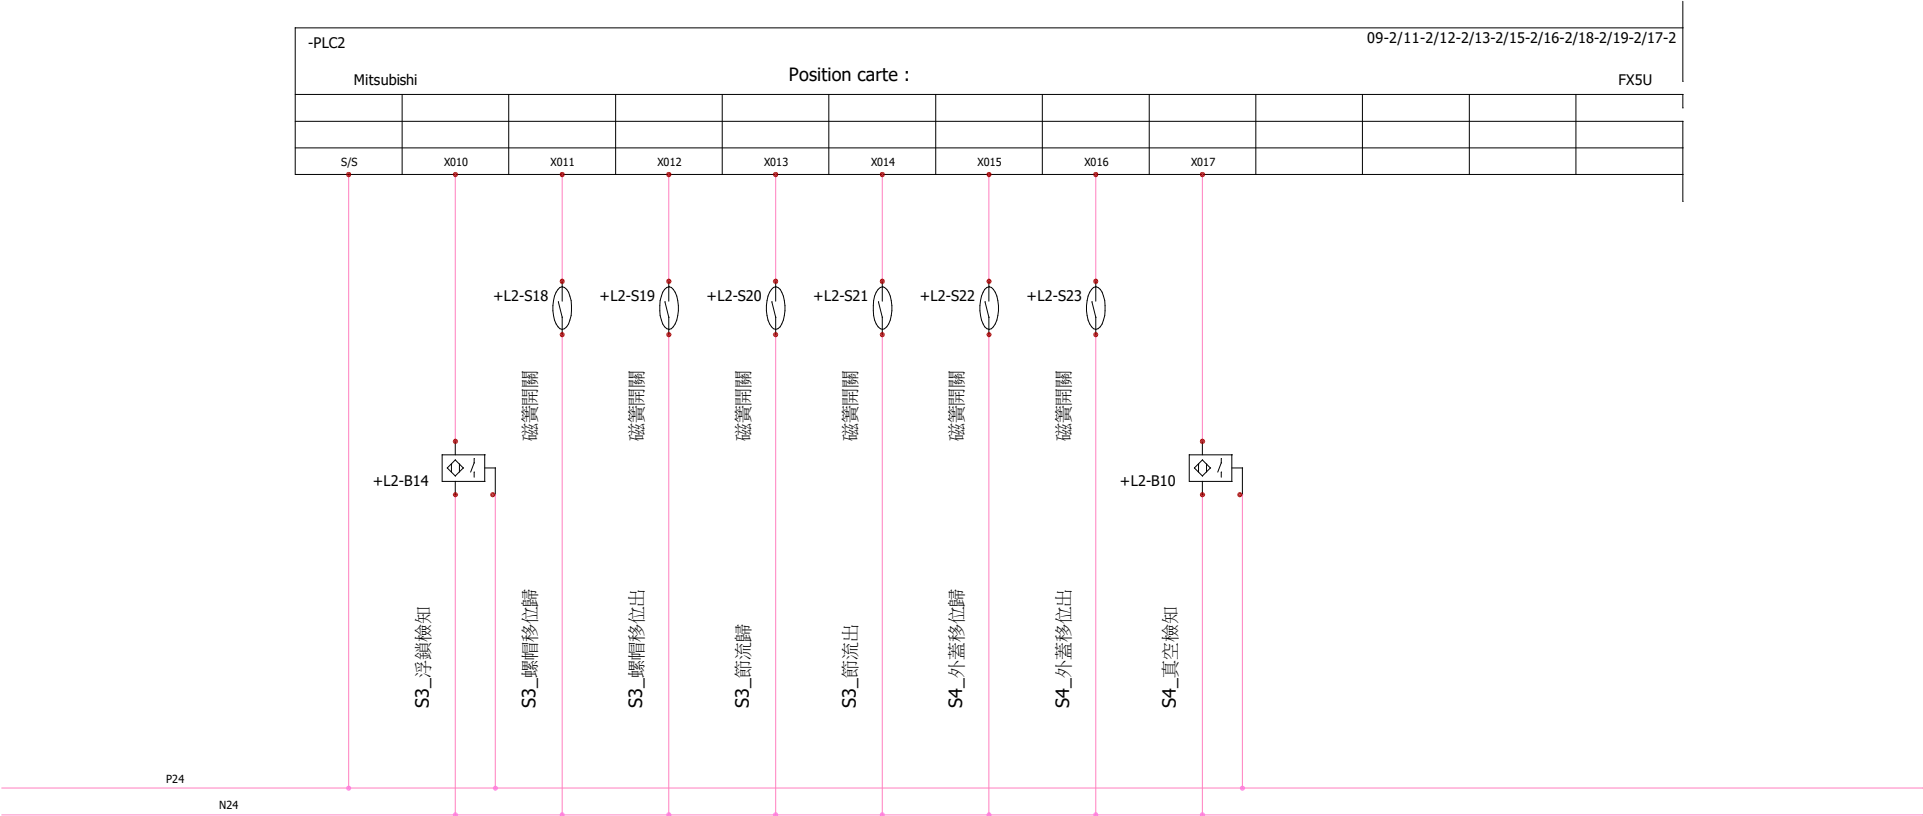 -PLC2
09-2/11-2/12-2/13-2/15-2/16-2/18-2/19-2/17-2
Mitsubishi
Position carte :
FX5U
S/S
X010
X011
X012
X013
X014
X015
X016
X017
+L2-S18
+L2-S19
+L2-S20
+L2-S21
+L2-S22
+L2-S23
磁簧開關
磁簧開關
磁簧開關
磁簧開關
磁簧開關
磁簧開關
+L2-B14
+L2-B10
S3_浮鎖檢知
S3_螺帽移位歸
S3_螺帽移位出
S3_節流歸
S3_節流出
S4_外蓋移位歸
S4_外蓋移位出
S4_真空檢知
P24
N24